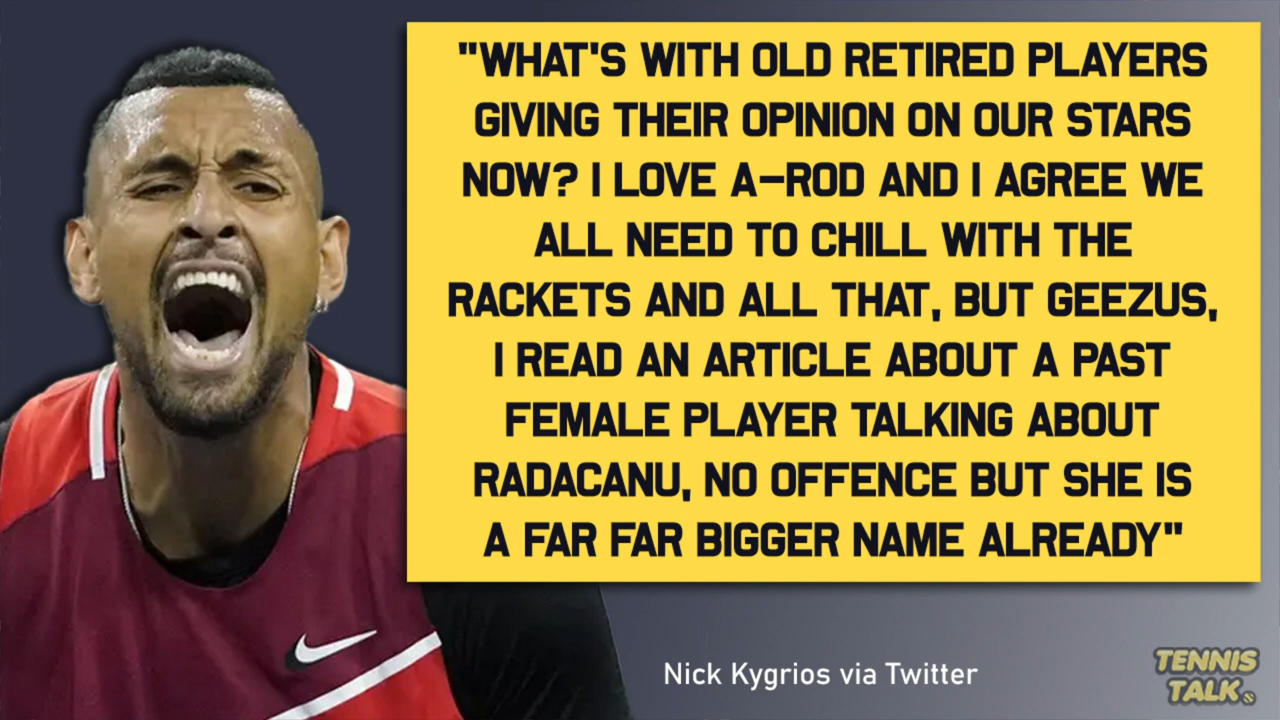 "WHAT'S WITH OLD RETIRED PLAYERS
GIVING THEIR OPINION ON OUR STARS
NOW? I LOVE A-ROD AND I AGREE WE
ALL NEED TO CHILL WITH THE
RACKETS AND ALL THAT, BUT GEEZUS,
I READ AN ARTICLE ABOUT A PAST
FEMALE PLAYER TALKING ABOUT
RADACANU, NO OFFENCE BUT SHE IS
A FAR FAR BIGGER NAME ALREADY"
Nick Kygrios via Twitter
TENNIS
TALK